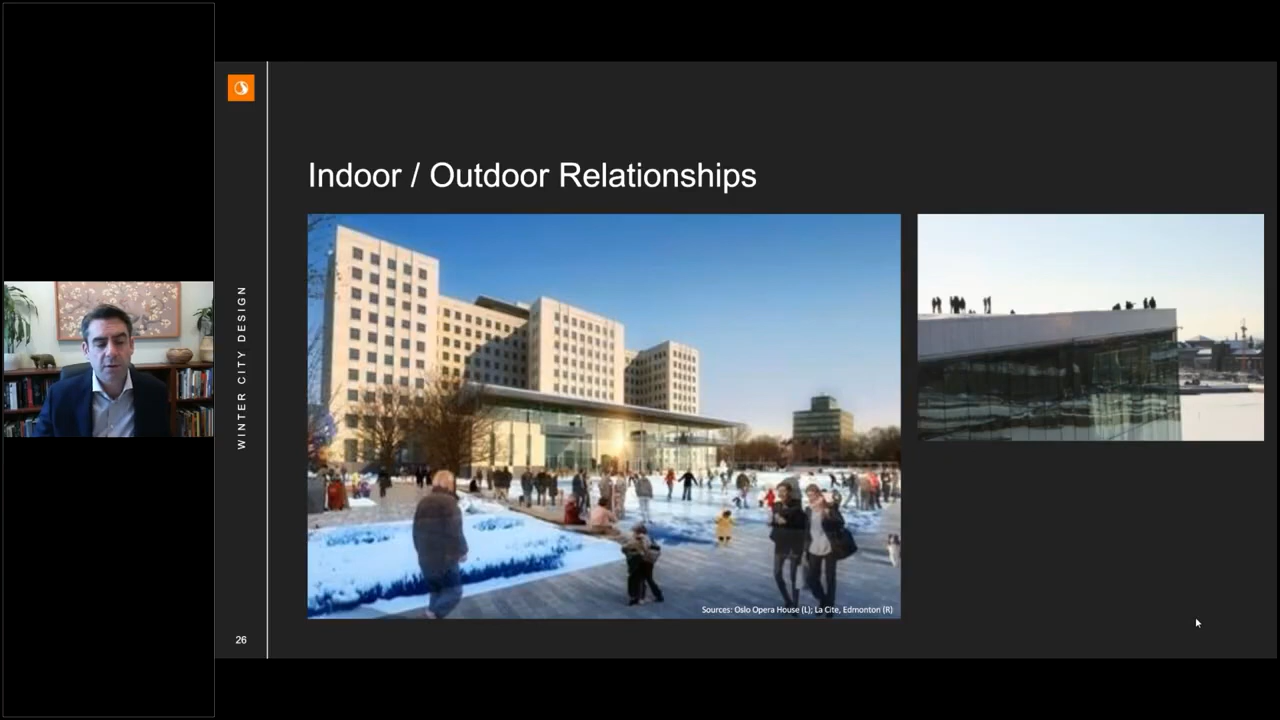 Indoor / Outdoor Relationships
WINTER CITY DESIGN
Sources: Oslo Opera House (L); La Cite, Edmonton (R)
26